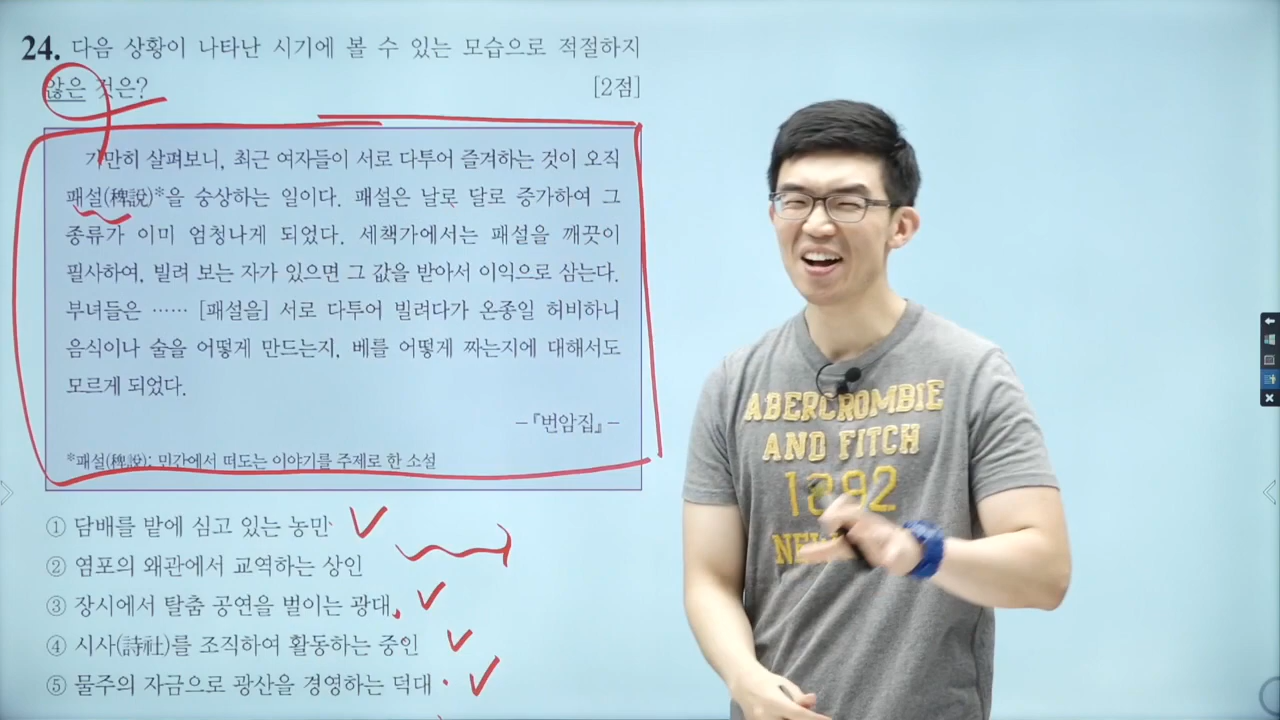 24. 다음 상황이 나타난 시기에 볼 수 있는 모습으로 적절하지
않은 것은? [2점]
가만히 살펴보니, 최근 여자들이 서로 다투어 즐겨하는 것이 오직
패설(稗說)*을 숭상하는 일이다. 패설은 날로 달로 증가하여 그
종류가 이미 엄청나게 되었다. 세책가에서는 패설을 깨끗이
필사하여, 빌려 보는 자가 있으면 그 값을 받아서 이익으로 삼는다.
부녀들은 …… [패설을] 서로 다투어 빌려다가 온종일 허비하니
음식이나 술을 어떻게 만드는지, 베를 어떻게 짜는지에 대해서도
모르게 되었다.
-『번암집』-
*패설(稗說): 민간에서 떠도는 이야기를 주제로 한 소설
① 담배를 밭에 심고 있는 농민
② 염포의 왜관에서 교역하는 상인
③ 장시에서 탈춤 공연을 벌이는 광대
④ 시사(詩社)를 조직하여 활동하는 중인
⑤ 물주의 자금으로 광산을 경영하는 덕대
ABERCROMBIE
AND FITCH
1892